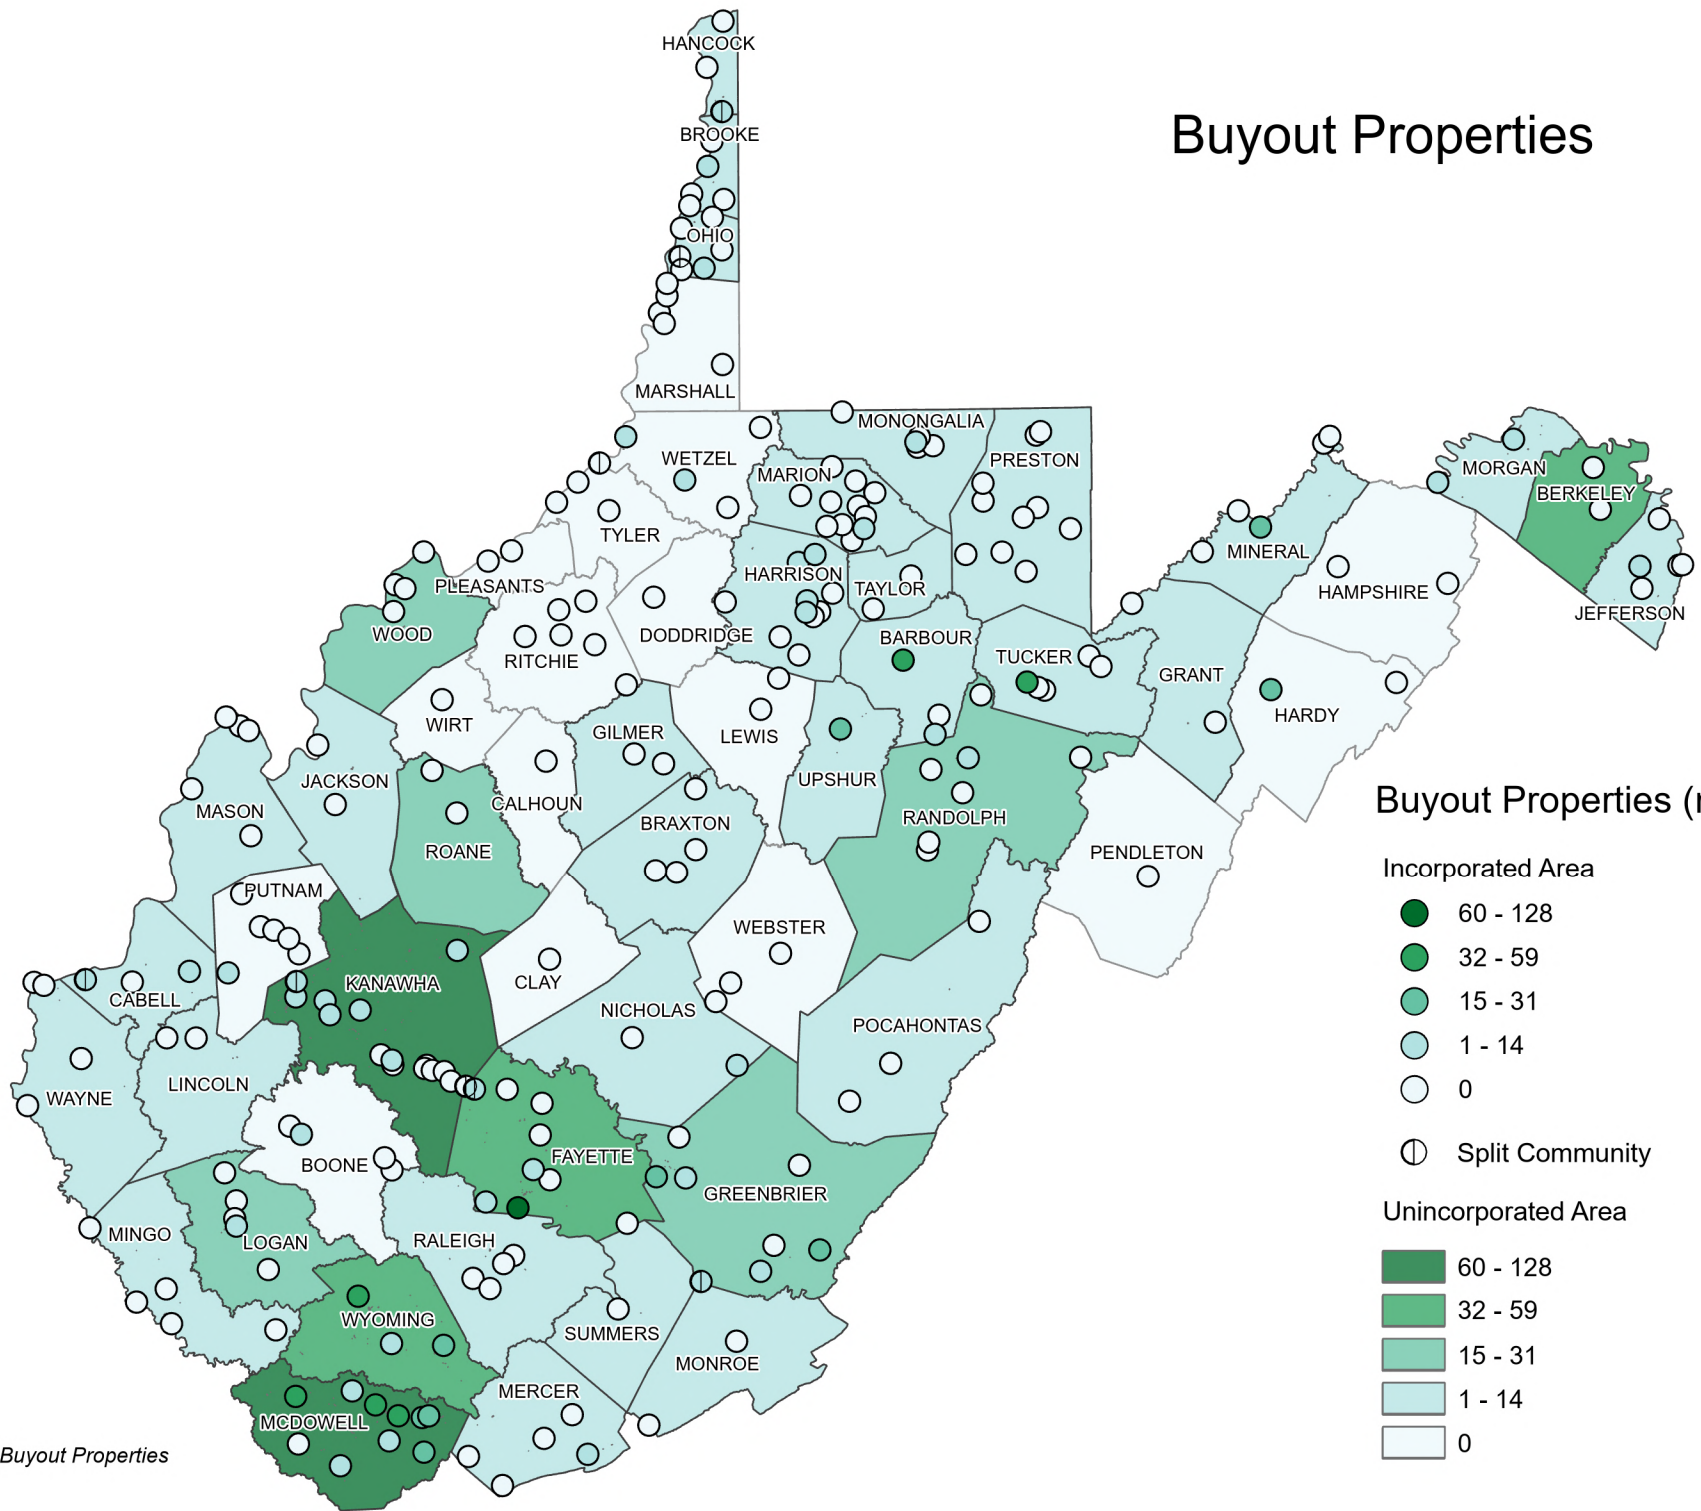 HANCOCK
BROOKE
Buyout Properties
OHIO
MARSHALL
MONONGALIA
WETZEL
MARION
PRESTON
MORGAN
BERKELEY
TYLER
MINERAL
HARRISON
PLEASANTS
TAYLOR
HAMPSHIRE
JEFFERSON
WOOD
DODDRIDGE
BARBOUR
RITCHIE
TUCKER
GRANT
HARDY
WIRT
GILMER
LEWIS
JACKSON
UPSHUR
CALHOUN
Buyout Properties (r
MASON
BRAXTON
RANDOLPH
ROANE
PENDLETON
Incorporated Area
PUTNAM
60 - 128
WEBSTER
32 - 59
KANAWHA
CLAY
CABELL
15 - 31
NICHOLAS
POCAHONTAS
1 - 14
LINCOLN
WAYNE
0
FAYETTE
Split Community
BOONE
GREENBRIER
Unincorporated Area
MINGO
LOGAN
RALEIGH
60 - 128
WYOMING
32 - 59
SUMMERS
MONROE
15 - 31
MERCER
1 - 14
MCDOWELL
0
Buyout Properties